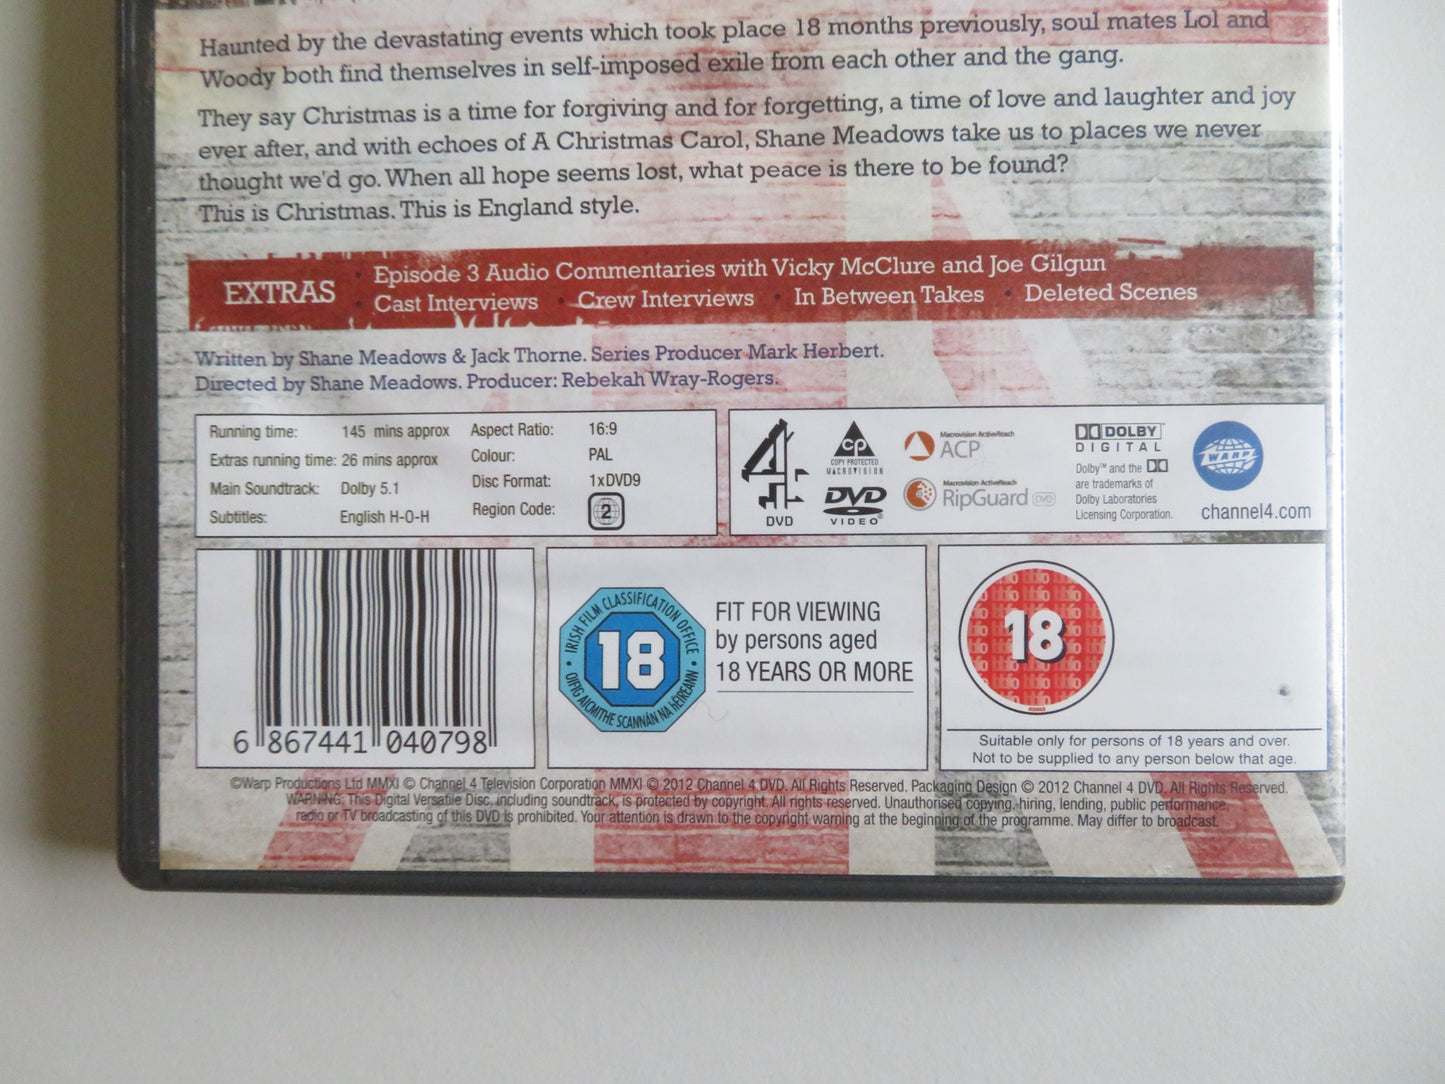 Haunted by the devastating events which took place 18 months previously, soul mates Lol and
Woody both find themselves in self-imposed exile from each other and the gang.
They say Christmas is a time for forgiving and for forgetting, a time of love and laughter and joy
ever after, and with echoes of A Christmas Carol, Shane Meadows take us to places we never
thought we'd go. When all hope seems lost, what peace is there to be found?
This is Christmas. This is England style.
EXTRAS
• Episode 3 Audio Commentaries with Vicky McClure and Joe Gilgun
• Cast Interviews • Crew Interviews • In Between Takes • Deleted Scenes
Written by Shane Meadows & Jack Thorne. Series Producer Mark Herbert.
Directed by Shane Meadows. Producer: Rebekah Wray-Rogers.
Running time: 145 mins approx
Extras running time: 26 mins approx
Main Soundtrack: Dolby 5.1
Subtitles: English H-O-H
Aspect Ratio: 16:9
Colour: PAL
Disc Format: 1xDVD9
Region Code: 2
4
DVD
CP
COPY PROTECTED
MACROVISION
DVD
VIDEO
Macrovision ActiveReach
ACP
Macrovision ActiveReach
RipGuard DVD
DOLBY
DIGITAL
Dolby™ and the
are trademarks of
Dolby Laboratories
Licensing Corporation.
WARP
channel4.com
6 867441 040798
IRISH FILM CLASSIFICATION OFFICE
18
OIFIG AICMITHE SCANNÁN NA hÉIREANN
FIT FOR VIEWING
by persons aged
18 YEARS OR MORE
18
Suitable only for persons of 18 years and over.
Not to be supplied to any person below that age.
©Warp Productions Ltd MMXI © Channel 4 Television Corporation MMXI © 2012 Channel 4 DVD. All Rights Reserved. Packaging Design © 2012 Channel 4 DVD. All Rights Reserved.
WARNING: This Digital Versatile Disc, including soundtrack, is protected by copyright. All rights reserved. Unauthorised copying, hiring, lending, public performance,
radio or TV broadcasting of this DVD is prohibited. Your attention is drawn to the copyright warning at the beginning of the programme. May differ to broadcast.